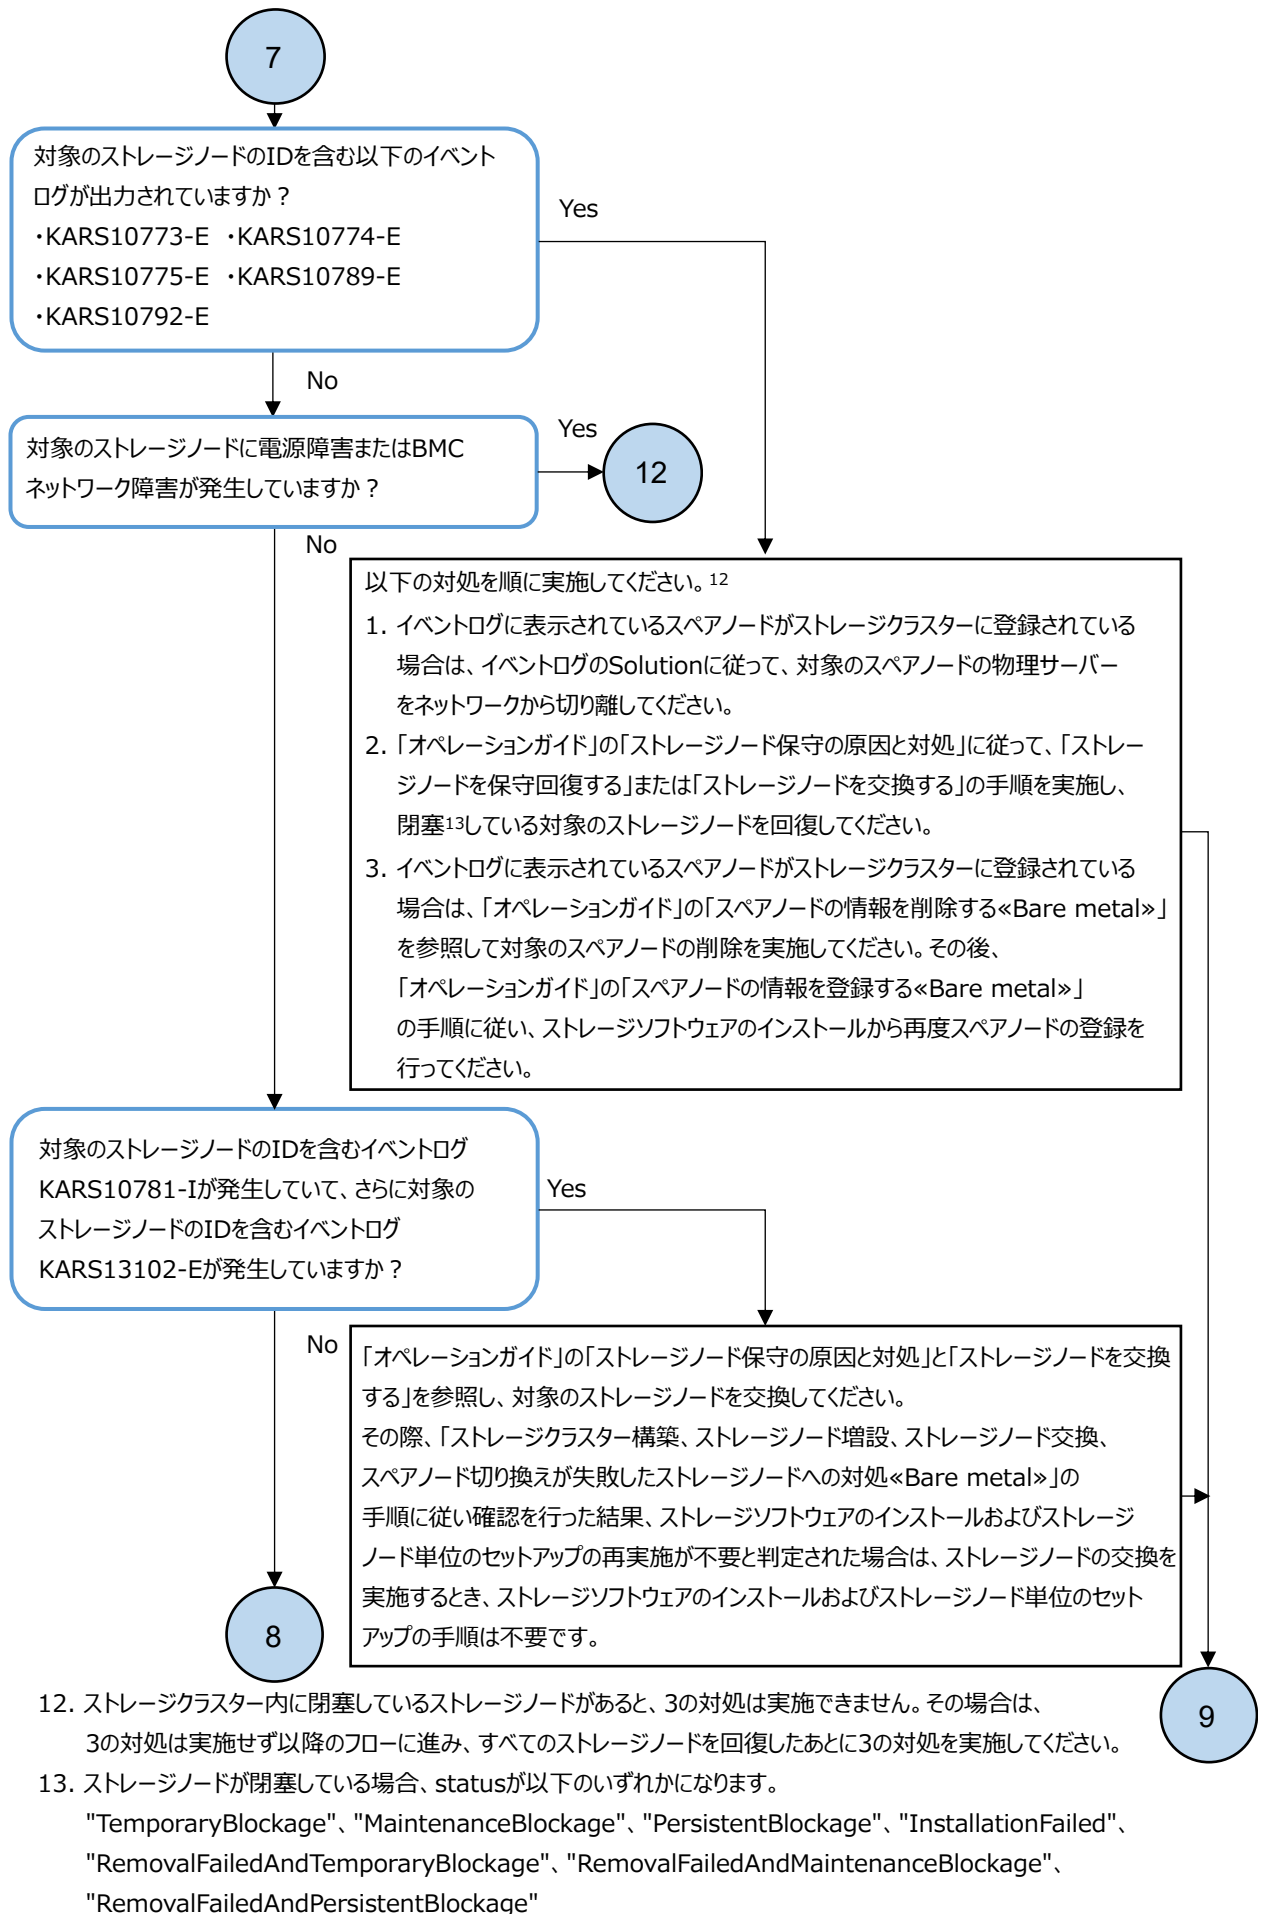 7
対象のストレージノードのIDを含む以下のイベント
ログが出力されていますか？
・KARS10773-E ・KARS10774-E
・KARS10775-E ・KARS10789-E
・KARS10792-E
Yes
No
対象のストレージノードに電源障害またはBMC
ネットワーク障害が発生していますか？
Yes
12
No
以下の対処を順に実施してください。12
1. イベントログに表示されているスペアノードがストレージクラスターに登録されている
場合は、イベントログのSolutionに従って、対象のスペアノードの物理サーバー
をネットワークから切り離してください。
2. 「オペレーションガイド」の「ストレージノード保守の原因と対処」に従って、「ストレー
ジノードを保守回復する」または「ストレージノードを交換する」の手順を実施し、
閉塞13している対象のストレージノードを回復してください。
3. イベントログに表示されているスペアノードがストレージクラスターに登録されている
場合は、「オペレーションガイド」の「スペアノードの情報を削除する≪Bare metal≫」
を参照して対象のスペアノードの削除を実施してください。その後、
「オペレーションガイド」の「スペアノードの情報を登録する≪Bare metal≫」
の手順に従い、ストレージソフトウェアのインストールから再度スペアノードの登録を
行ってください。
対象のストレージノードのIDを含むイベントログ
KARS10781-Iが発生していて、さらに対象の
ストレージノードのIDを含むイベントログ
KARS13102-Eが発生していますか？
Yes
No
「オペレーションガイド」の「ストレージノード保守の原因と対処」と「ストレージノードを交換
する」を参照し、対象のストレージノードを交換してください。
その際、「ストレージクラスター構築、ストレージノード増設、ストレージノード交換、
スペアノード切り換えが失敗したストレージノードへの対処≪Bare metal≫」の
手順に従い確認を行った結果、ストレージソフトウェアのインストールおよびストレージ
ノード単位のセットアップの再実施が不要と判定された場合は、ストレージノードの交換を
実施するとき、ストレージソフトウェアのインストールおよびストレージノード単位のセット
アップの手順は不要です。
8
9
12. ストレージクラスター内に閉塞しているストレージノードがあると、3の対処は実施できません。その場合は、
3の対処は実施せず以降のフローに進み、すべてのストレージノードを回復したあとに3の対処を実施してください。
13. ストレージノードが閉塞している場合、statusが以下のいずれかになります。
"TemporaryBlockage"、"MaintenanceBlockage"、"PersistentBlockage"、"InstallationFailed"、
"RemovalFailedAndTemporaryBlockage"、"RemovalFailedAndMaintenanceBlockage"、
"RemovalFailedAndPersistentBlockage"